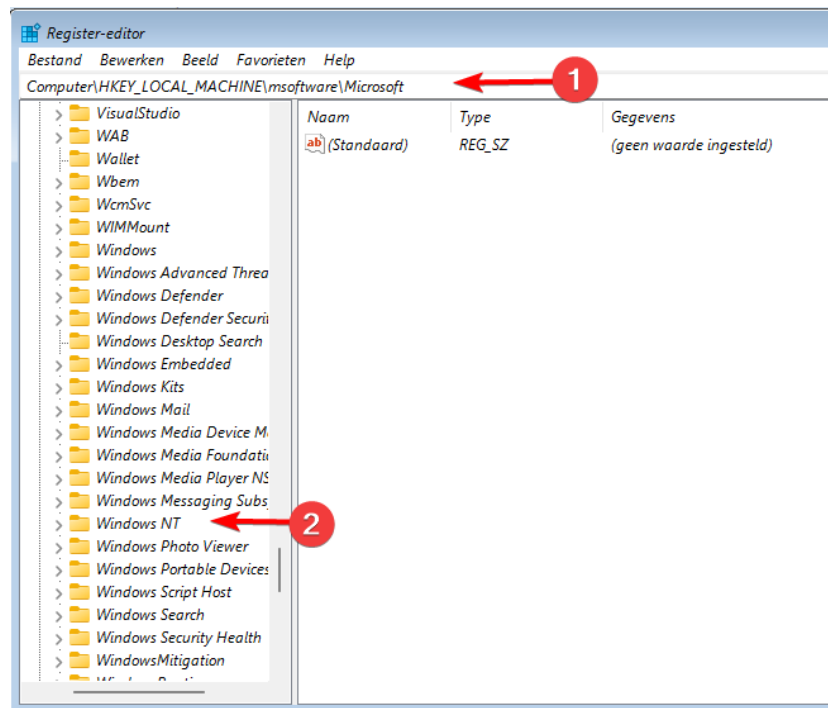 Register-editor
Bestand Bewerken Beeld Favorieten Help
Computer\HKEY_LOCAL_MACHINE\msoftware\Microsoft
1
Naam Type Gegevens
ab (Standaard) REG_SZ (geen waarde ingesteld)
VisualStudio
WAB
Wallet
Wbem
WcmSvc
WIMMount
Windows
Windows Advanced Threa
Windows Defender
Windows Defender Securi
Windows Desktop Search
Windows Embedded
Windows Kits
Windows Mail
Windows Media Device M
Windows Media Foundati
Windows Media Player NS
Windows Messaging Subs
Windows NT
2
Windows Photo Viewer
Windows Portable Devices
Windows Script Host
Windows Search
Windows Security Health
WindowsMitigation